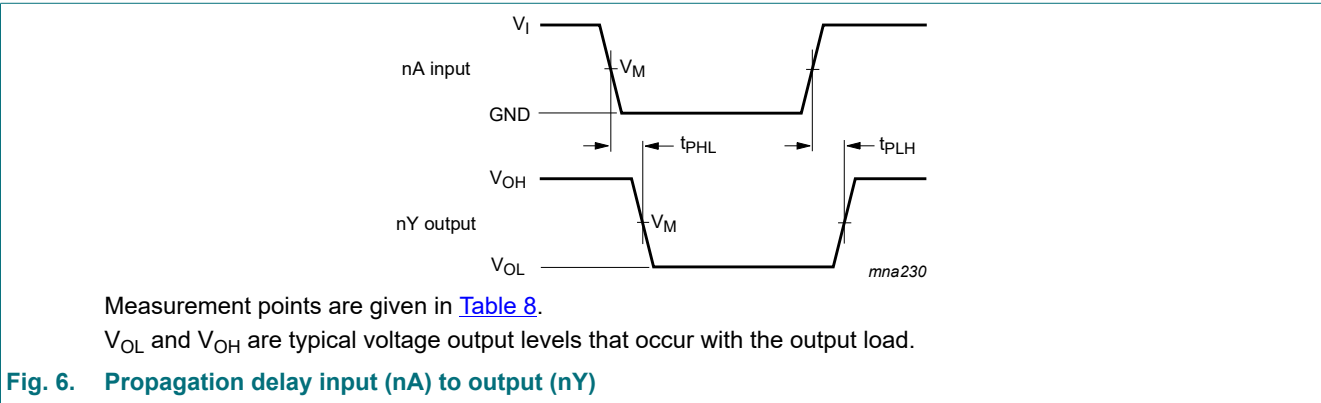 V_I
nA input
V_M
GND
t_PHL
t_PLH
V_OH
nY output
V_M
V_OL
mna230
Measurement points are given in Table 8.
V_OL and V_OH are typical voltage output levels that occur with the output load.
Fig. 6. Propagation delay input (nA) to output (nY)